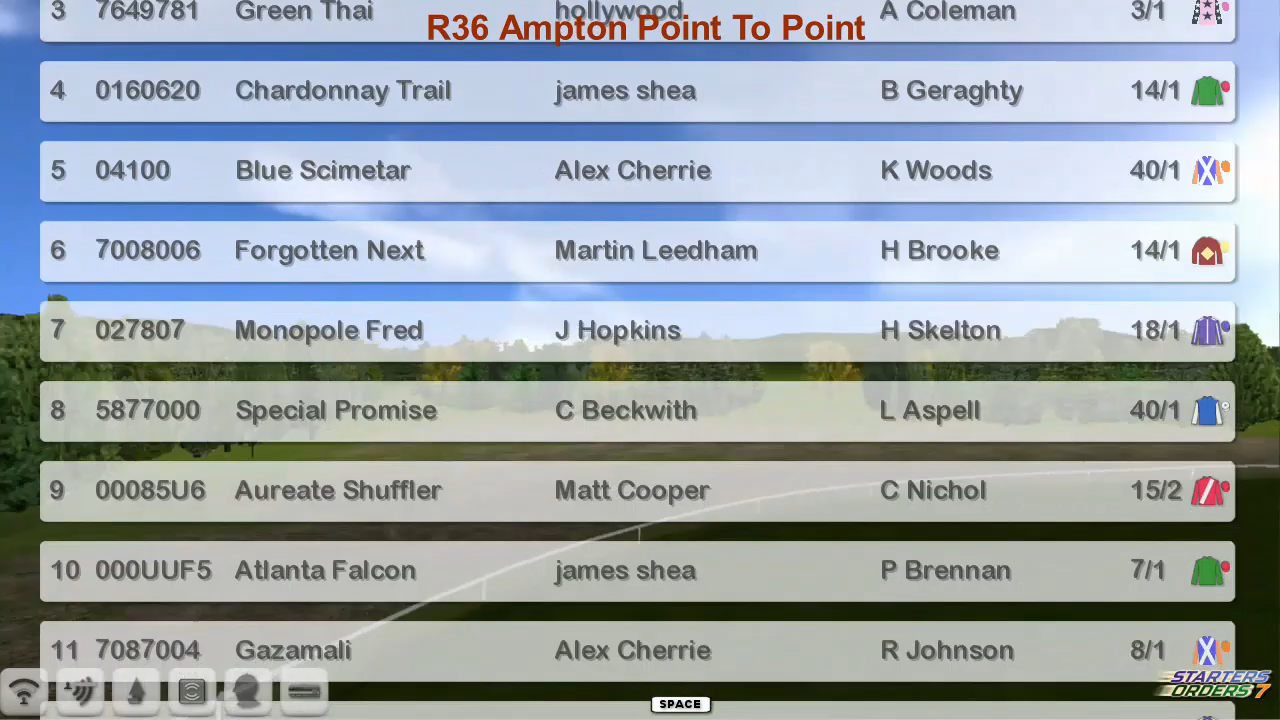 3 7649781 Green Thai hollywood A Coleman 3/1
R36 Ampton Point To Point
4 0160620 Chardonnay Trail james shea B Geraghty 14/1
5 04100 Blue Scimetar Alex Cherrie K Woods 40/1
6 7008006 Forgotten Next Martin Leedham H Brooke 14/1
7 027807 Monopole Fred J Hopkins H Skelton 18/1
8 5877000 Special Promise C Beckwith L Aspell 40/1
9 00085U6 Aureate Shuffler Matt Cooper C Nichol 15/2
10 000UUF5 Atlanta Falcon james shea P Brennan 7/1
11 7087004 Gazamali Alex Cherrie R Johnson 8/1
STARTERS
ORDERS 7
SPACE